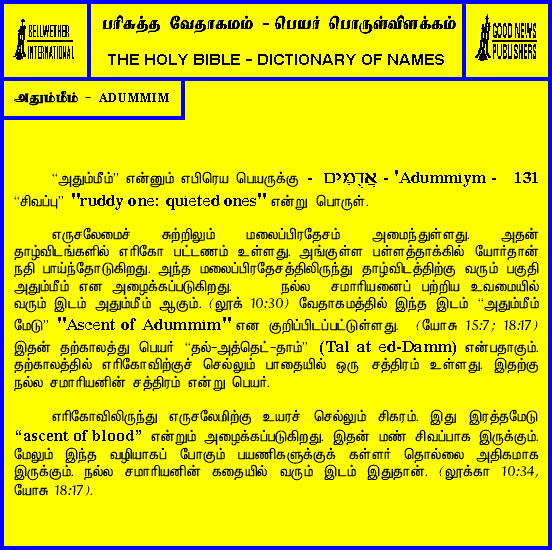 BELLWETHER
INTERNATIONAL
பரிசுத்த வேதாகமம் - பெயர் பொருள்விளக்கம்
THE HOLY BIBLE - DICTIONARY OF NAMES
GOOD NEWS
PUBLISHERS
அதும்மீம் - ADUMMIM
“அதும்மீம்” என்னும் எபிரெய பெயருக்கு - אֲדֻמִּים - 'Adummiym - 131
“சிவப்பு” "ruddy one: quieted ones" என்று பொருள்.
எருசலேமைச் சுற்றிலும் மலைப்பிரதேசம் அமைந்துள்ளது. அதன்
தாழ்விடங்களில் எரிகோ பட்டணம் உள்ளது. அங்குள்ள பள்ளத்தாக்கில் யோர்தான்
நதி பாய்ந்தோடுகிறது. அந்த மலைப்பிரதேசத்திலிருந்து தாழ்விடத்திற்கு வரும் பகுதி
அதும்மீம் என அழைக்கப்படுகிறது. நல்ல சமாரியனைப் பற்றிய உவமையில்
வரும் இடம் அதும்மீம் ஆகும். (லூக் 10:30) வேதாகமத்தில் இந்த இடம் “அதும்மீம்
மேடு” "Ascent of Adummim" என குறிப்பிடப்பட்டுள்ளது. (யோசு 15:7; 18:17)
இதன் தற்காலத்து பெயர் “தல்-அத்தெட்-தாம்” (Tal at ed-Damm) என்பதாகும்.
தற்காலத்தில் எரிகோவிற்குச் செல்லும் பாதையில் ஒரு சத்திரம் உள்ளது. இதற்கு
நல்ல சமாரியனின் சத்திரம் என்று பெயர்.
எரிகோவிலிருந்து எருசலேமிற்கு உயரச் செல்லும் சிகரம். இது இரத்தமேடு
“ascent of blood” என்றும் அழைக்கப்படுகிறது. இதன் மண் சிவப்பாக இருக்கும்.
மேலும் இந்த வழியாகப் போகும் பயணிகளுக்குக் கள்ளர் தொல்லை அதிகமாக
இருக்கும். நல்ல சமாரியனின் கதையில் வரும் இடம் இதுதான். (லூக்கா 10:34,
யோசு 18:17).